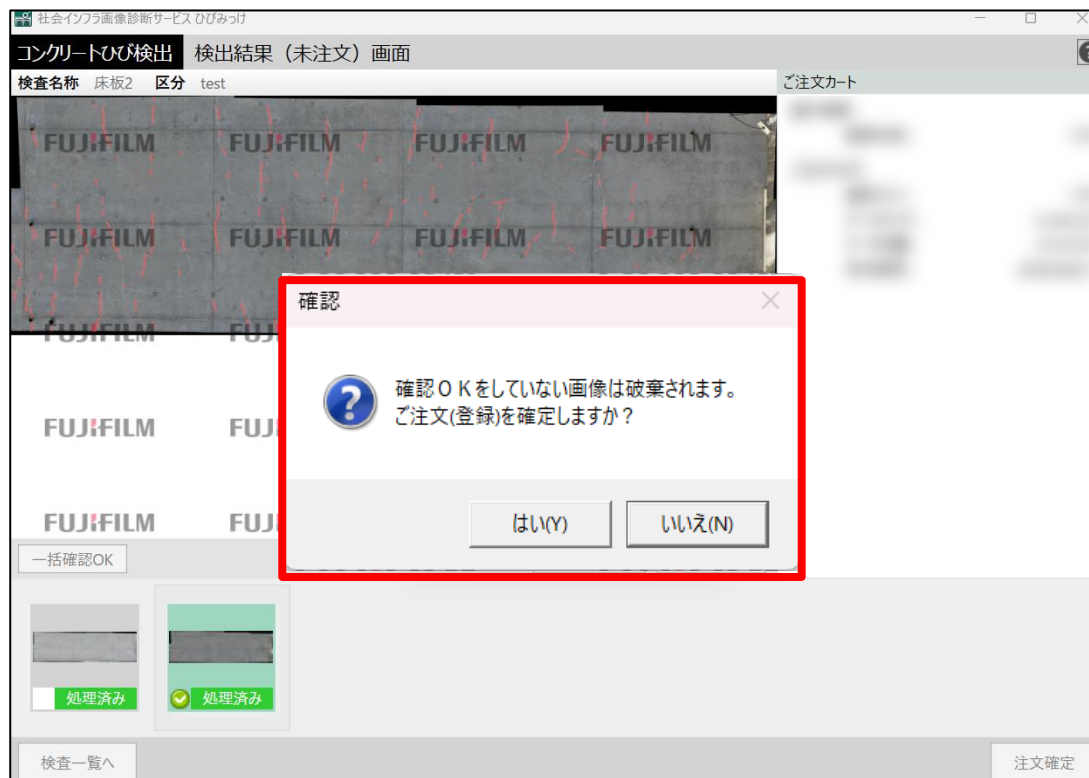 社会インフラ画像診断サービス ひびみっけ
コンクリートひび検出 検出結果（未注文）画面
検査名称 床板2 区分 test
ご注文カート
FUJIFILM FUJIFILM FUJIFILM FUJIFILM
FUJIFILM FUJIFILM FUJIFILM FUJIFILM
確認
FUJIFILM FUJ
確認ＯＫをしていない画像は破棄されます。
ご注文(登録)を確定しますか？
FUJIFILM FUJ
はい(Y) いいえ(N)
FUJIFILM FUJ
一括確認OK
処理済み 処理済み
検査一覧へ 注文確定